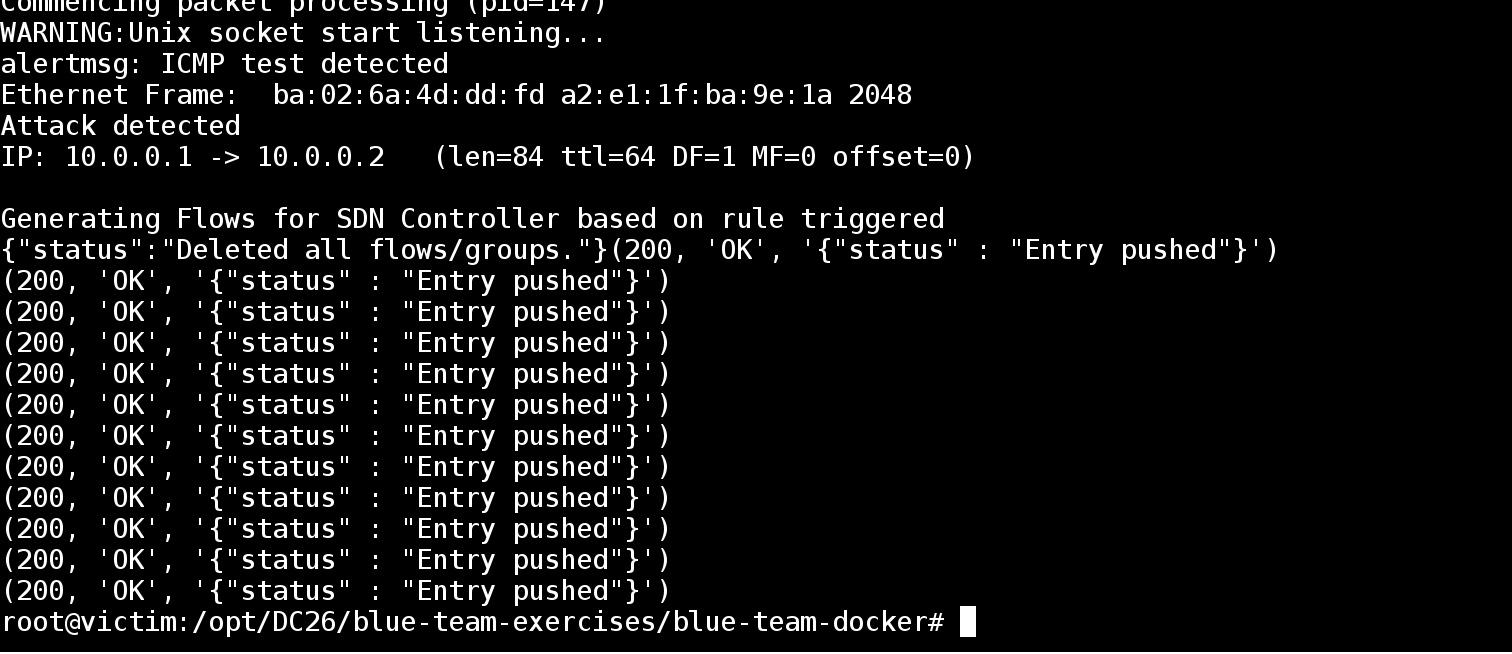 Commencing packet processing (pid=147)
WARNING:Unix socket start listening...
alertmsg: ICMP test detected
Ethernet Frame:  ba:02:6a:4d:dd:fd a2:e1:1f:ba:9e:1a 2048
Attack detected
IP: 10.0.0.1 -> 10.0.0.2   (len=84 ttl=64 DF=1 MF=0 offset=0)
Generating Flows for SDN Controller based on rule triggered
{"status":"Deleted all flows/groups."}(200, 'OK', '{"status" : "Entry pushed"}')
(200, 'OK', '{"status" : "Entry pushed"}')
(200, 'OK', '{"status" : "Entry pushed"}')
(200, 'OK', '{"status" : "Entry pushed"}')
(200, 'OK', '{"status" : "Entry pushed"}')
(200, 'OK', '{"status" : "Entry pushed"}')
(200, 'OK', '{"status" : "Entry pushed"}')
(200, 'OK', '{"status" : "Entry pushed"}')
(200, 'OK', '{"status" : "Entry pushed"}')
(200, 'OK', '{"status" : "Entry pushed"}')
(200, 'OK', '{"status" : "Entry pushed"}')
(200, 'OK', '{"status" : "Entry pushed"}')
root@victim:/opt/DC26/blue-team-exercises/blue-team-docker#